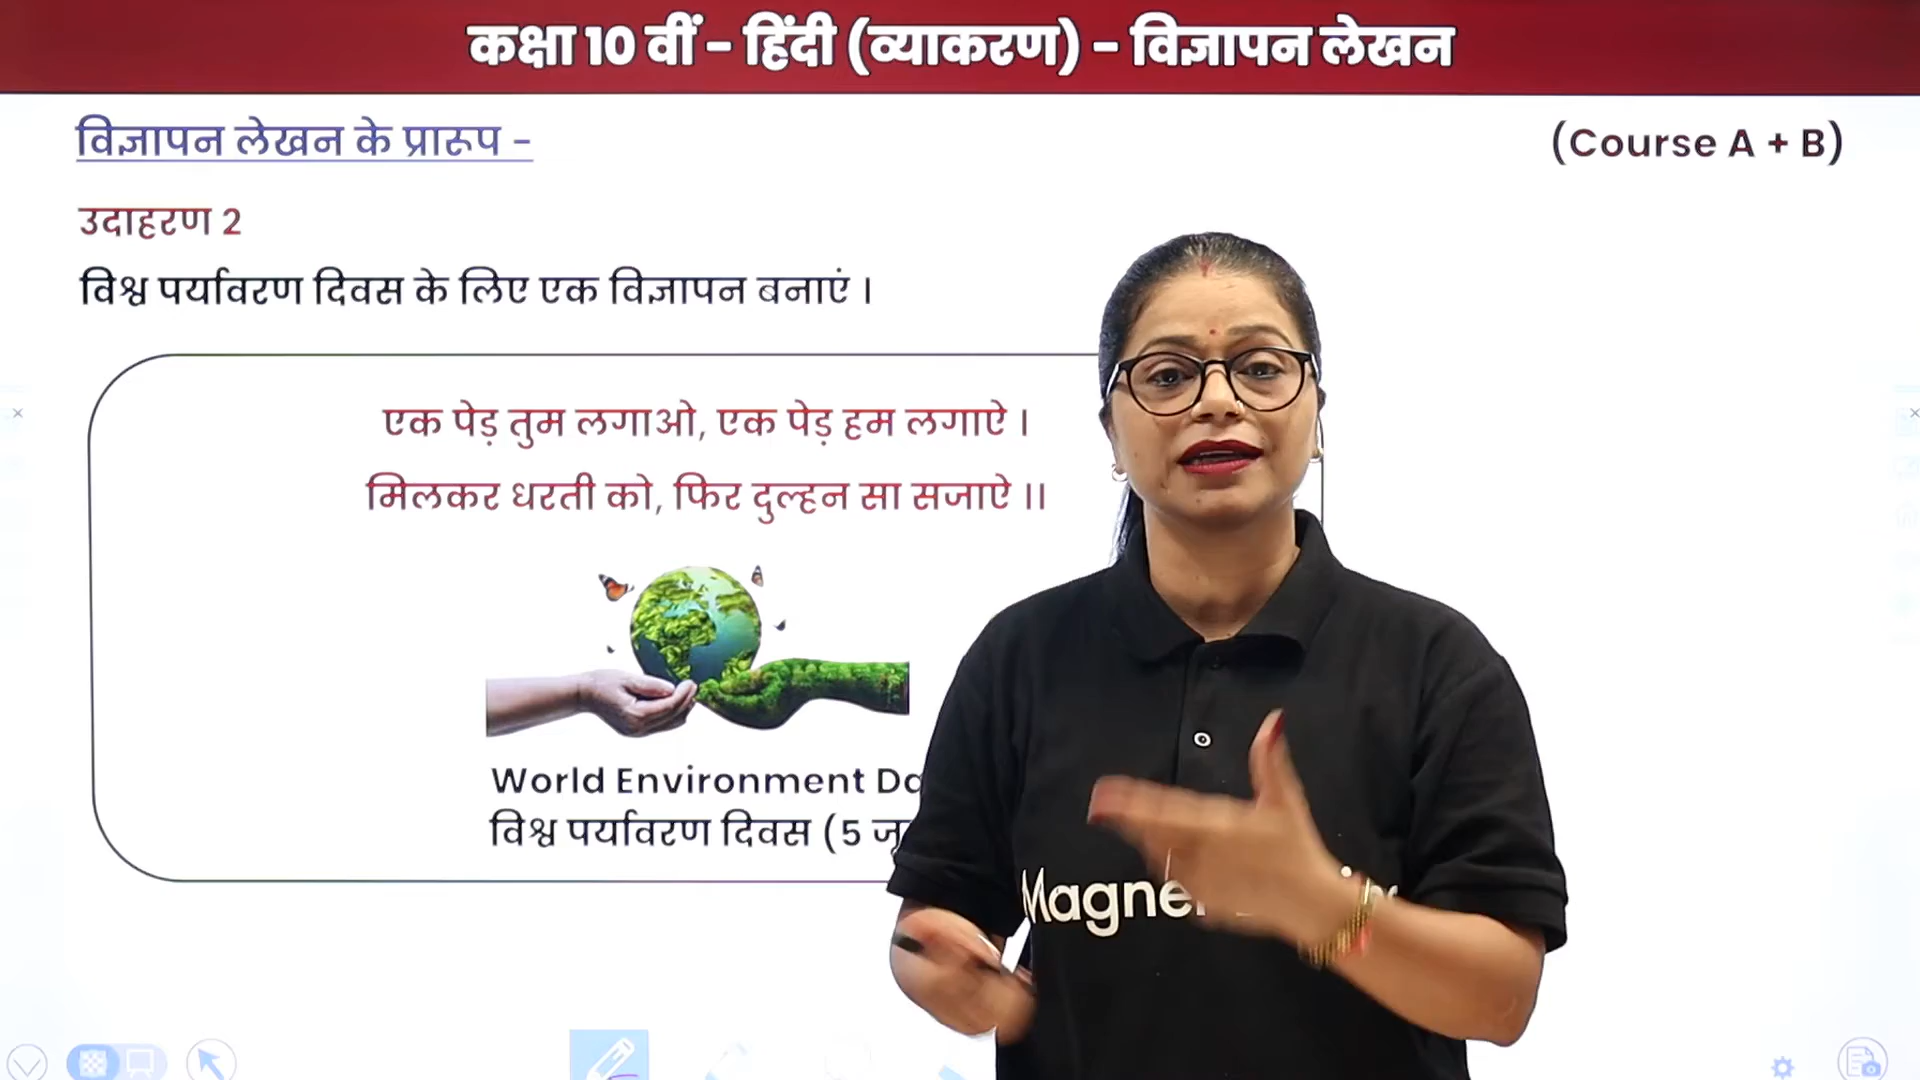 कक्षा 10 वीं - हिंदी (व्याकरण) - विज्ञापन लेखन
विज्ञापन लेखन के प्रारूप -
(Course A + B)
उदाहरण 2
विश्व पर्यावरण दिवस के लिए एक विज्ञापन बनाएं ।
एक पेड़ तुम लगाओ, एक पेड़ हम लगाऐ ।
मिलकर धरती को, फिर दुल्हन सा सजाऐ ।।
World Environment
विश्व पर्यावरण दिवस (5